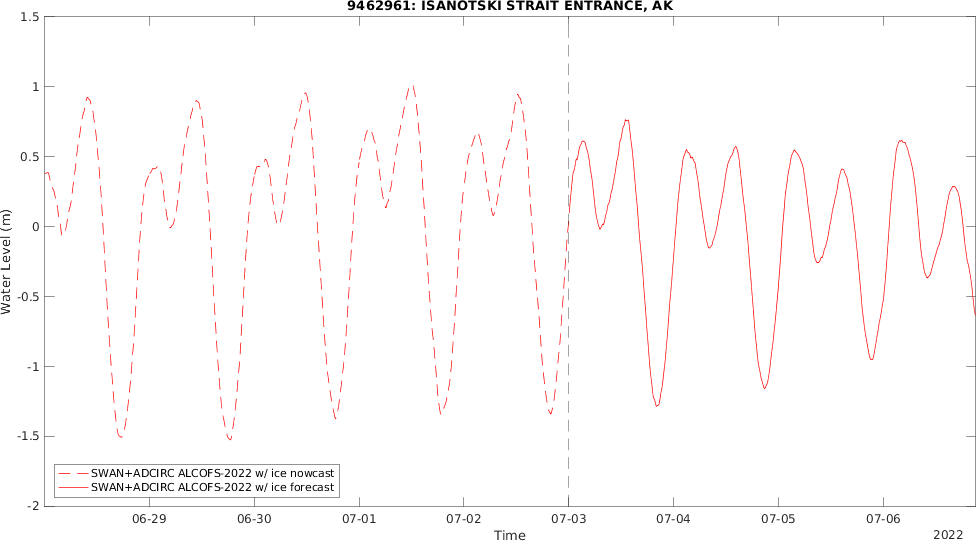 9462961: ISANOTSKI STRAIT ENTRANCE, AK
1.5
1
0.5
0
-0.5
-1
-1.5
-2
Water Level (m)
SWAN+ADCIRC ALCOFS-2022 w/ ice nowcast
SWAN+ADCIRC ALCOFS-2022 w/ ice forecast
06-29 06-30 07-01 07-02 07-03 07-04 07-05 07-06
Time
2022